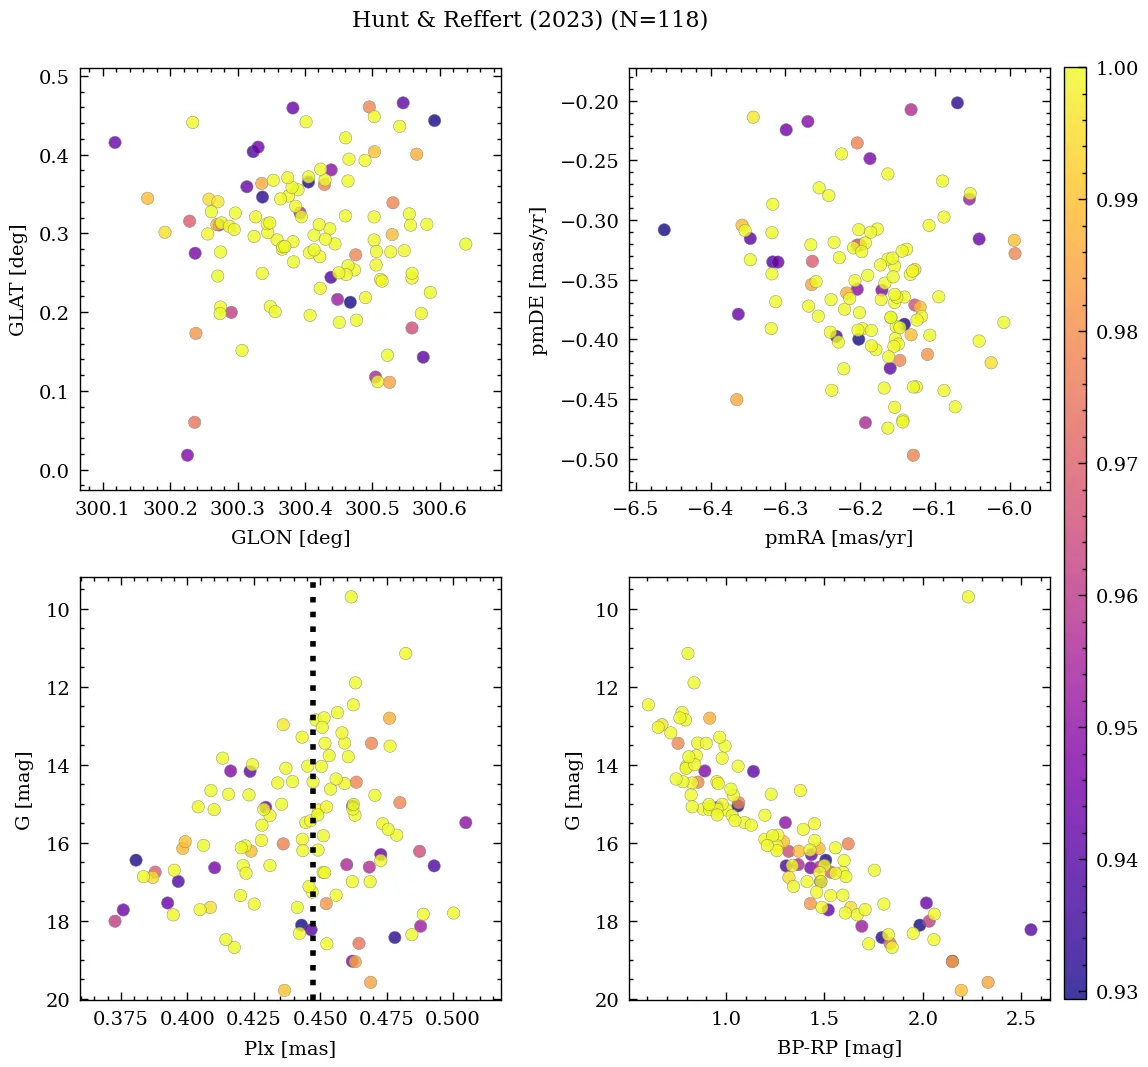 Hunt & Reffert (2023) (N=118)
0.5
0.4
0.3
0.2
0.1
0.0
GLAT [deg]
300.1 300.2 300.3 300.4 300.5 300.6
GLON [deg]
−0.20
−0.25
−0.30
−0.35
−0.40
−0.45
−0.50
pmDE [mas/yr]
−6.5 −6.4 −6.3 −6.2 −6.1 −6.0
pmRA [mas/yr]
10
12
14
16
18
20
G [mag]
0.375 0.400 0.425 0.450 0.475 0.500
Plx [mas]
10
12
14
16
18
20
G [mag]
1.0 1.5 2.0 2.5
BP-RP [mag]
1.00
0.99
0.98
0.97
0.96
0.95
0.94
0.93